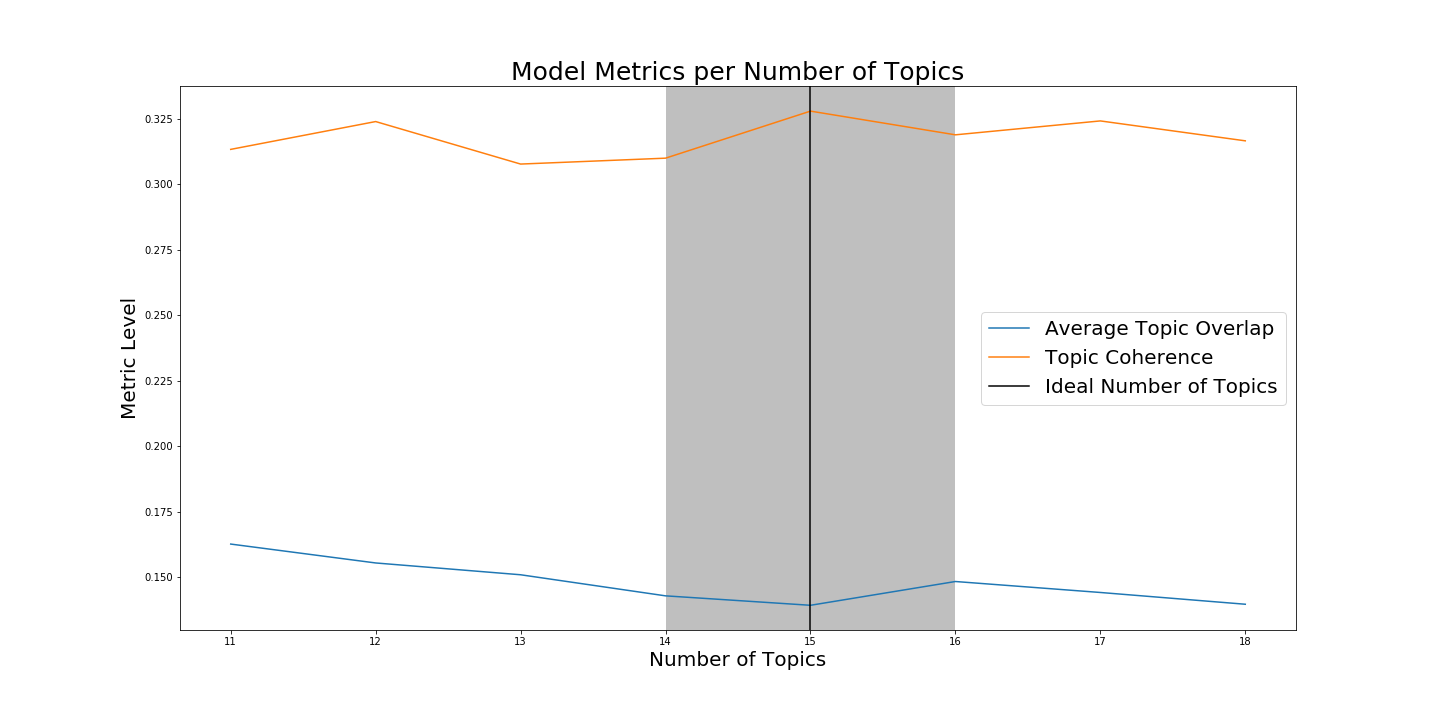 Model Metrics per Number of Topics
Metric Level
0.325
0.300
0.275
0.250
0.225
0.200
0.175
0.150
Average Topic Overlap
Topic Coherence
Ideal Number of Topics
11 12 13 14 15 16 17 18
Number of Topics